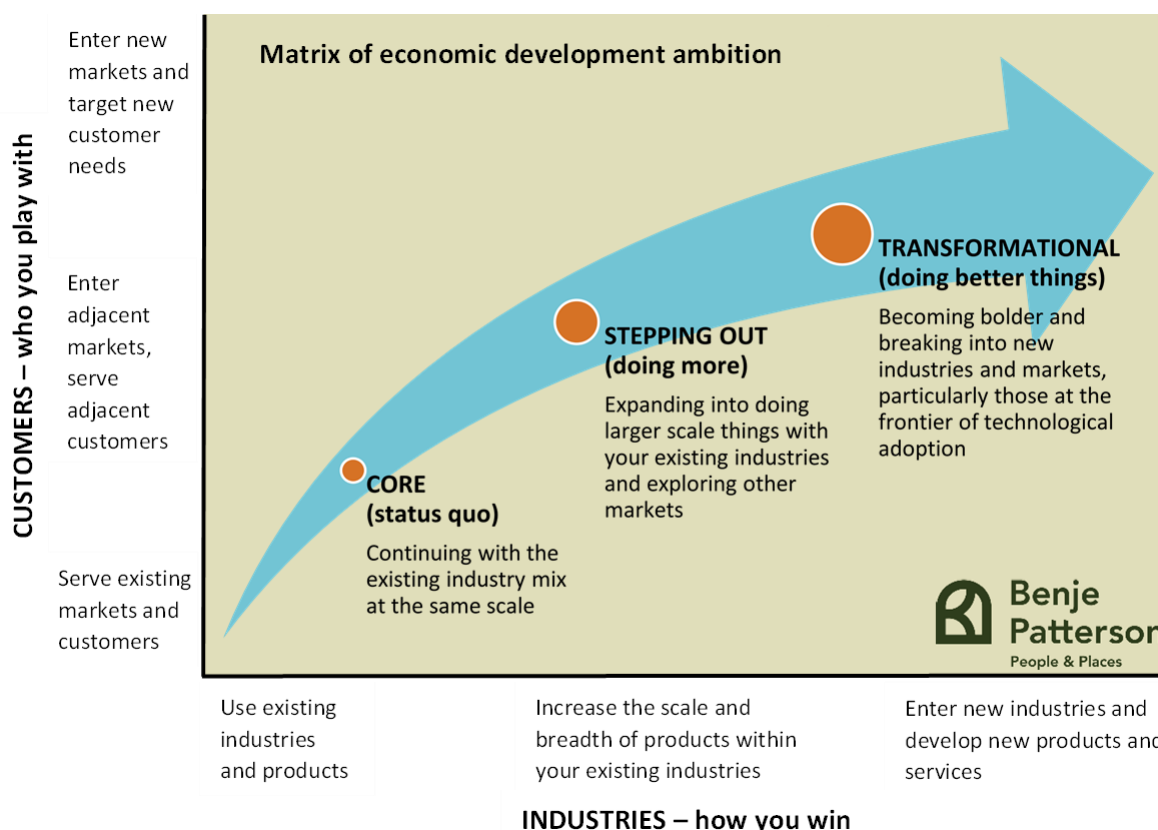 Matrix of economic development ambition
CUSTOMERS – who you play with
Enter new
markets and
target new
customer
needs
Enter
adjacent
markets,
serve
adjacent
customers
Serve existing
markets and
customers
TRANSFORMATIONAL
(doing better things)
Becoming bolder and
breaking into new
industries and markets,
particularly those at the
frontier of technological
adoption
STEPPING OUT
(doing more)
Expanding into doing
larger scale things with
your existing industries
and exploring other
markets
CORE
(status quo)
Continuing with the
existing industry mix
at the same scale
Benje
Patterson
People & Places
Use existing
industries
and products
Increase the scale and
breadth of products within
your existing industries
Enter new industries and
develop new products and
services
INDUSTRIES – how you win